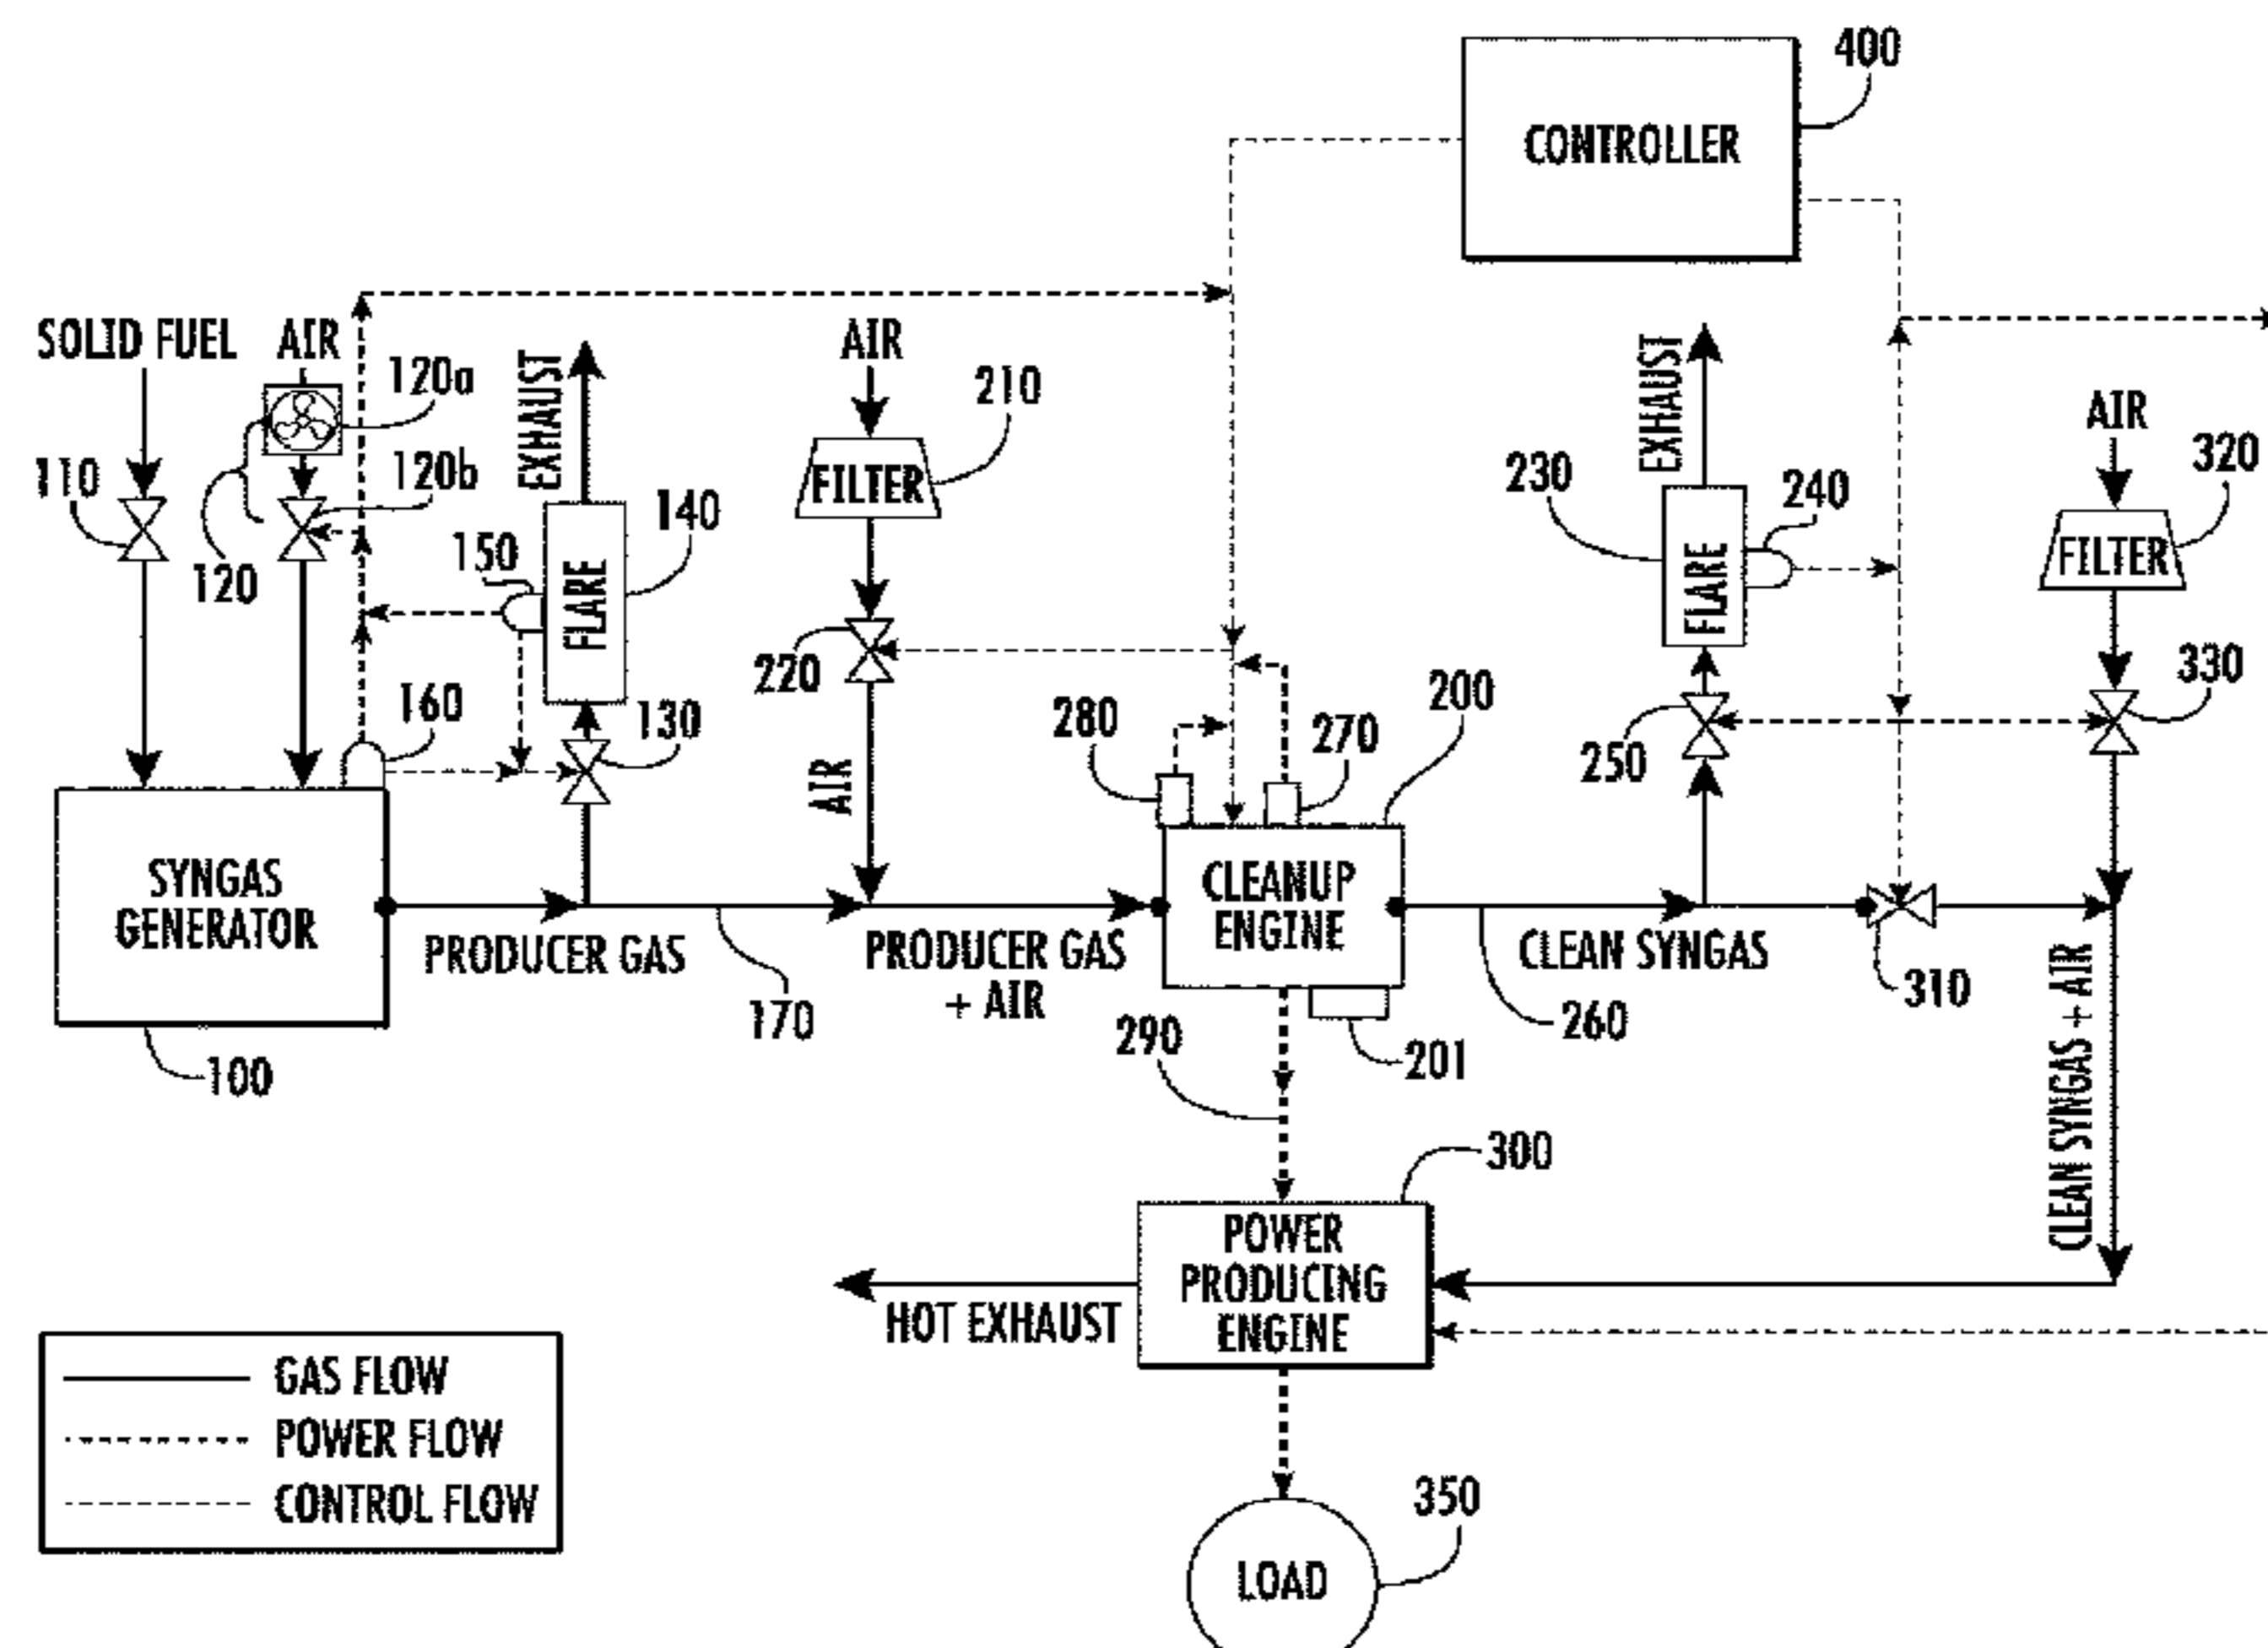 400
CONTROLLER
SOLID FUEL
AIR
120a
EXHAUST
AIR
210
EXHAUST
AIR
110
120b
FILTER
230
240
320
120
150
140
FLARE
220
FLARE
FILTER
330
160
130
280
270
200
250
AIR
SYNGAS
GENERATOR
PRODUCER GAS
170
PRODUCER GAS
+ AIR
CLEANUP
ENGINE
CLEAN SYNGAS
260
310
100
290
201
CLEAN SYNGAS + AIR
300
POWER
PRODUCING
ENGINE
HOT EXHAUST
GAS FLOW
POWER FLOW
CONTROL FLOW
350
LOAD